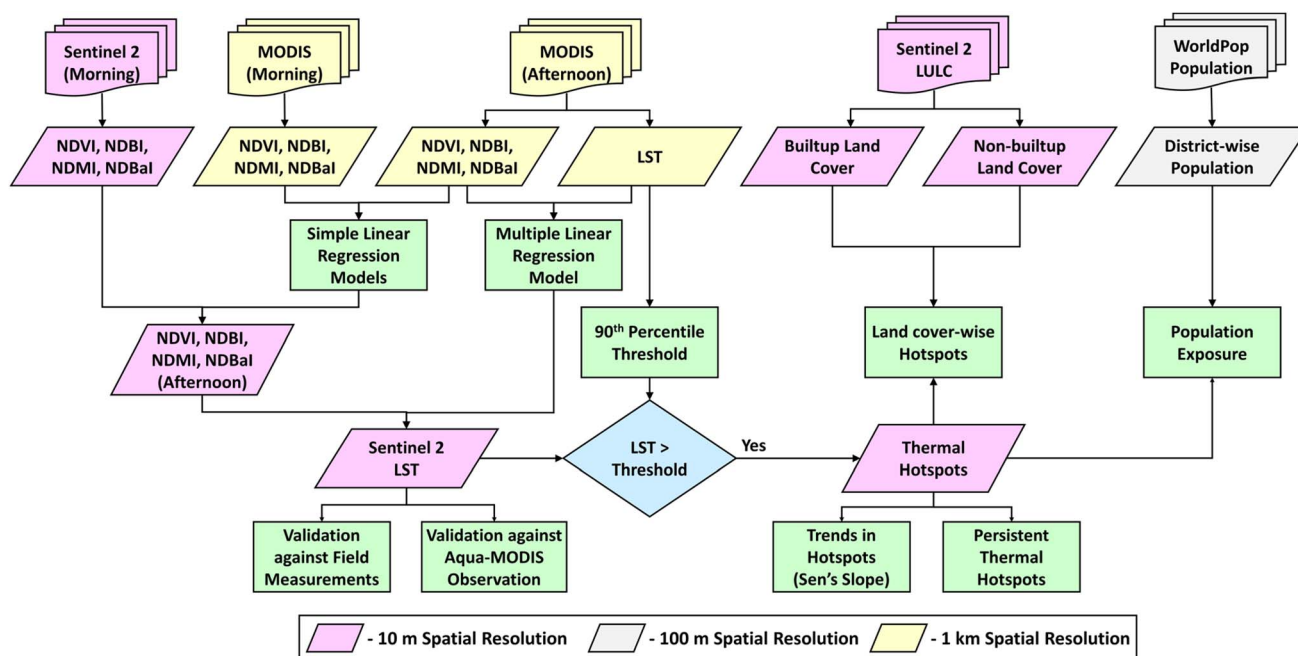 Sentinel 2
(Morning)
MODIS
(Morning)
MODIS
(Afternoon)
Sentinel 2
LULC
WorldPop
Population
NDVI, NDBI,
NDMI, NDBaI
NDVI, NDBI,
NDMI, NDBaI
NDVI, NDBI,
NDMI, NDBaI
LST
Builtup Land
Cover
Non-builtup
Land Cover
District-wise
Population
Simple Linear
Regression
Models
Multiple Linear
Regression
Model
NDVI, NDBI,
NDMI, NDBaI
(Afternoon)
90th Percentile
Threshold
Land cover-wise
Hotspots
Population
Exposure
Sentinel 2
LST
LST >
Threshold
Yes
Thermal
Hotspots
Validation
against Field
Measurements
Validation against
Aqua-MODIS
Observation
Trends in
Hotspots
(Sen's Slope)
Persistent
Thermal
Hotspots
- 10 m Spatial Resolution
- 100 m Spatial Resolution
- 1 km Spatial Resolution